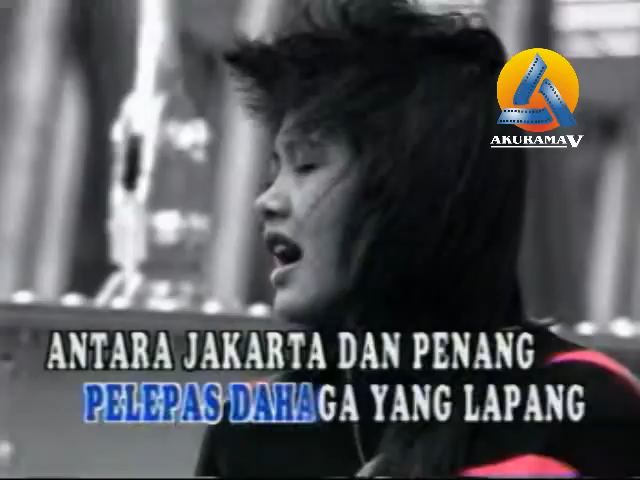 AKURAMA V
ANTARA JAKARTA DAN PENANG
PELEPAS DAHAGA YANG LAPANG